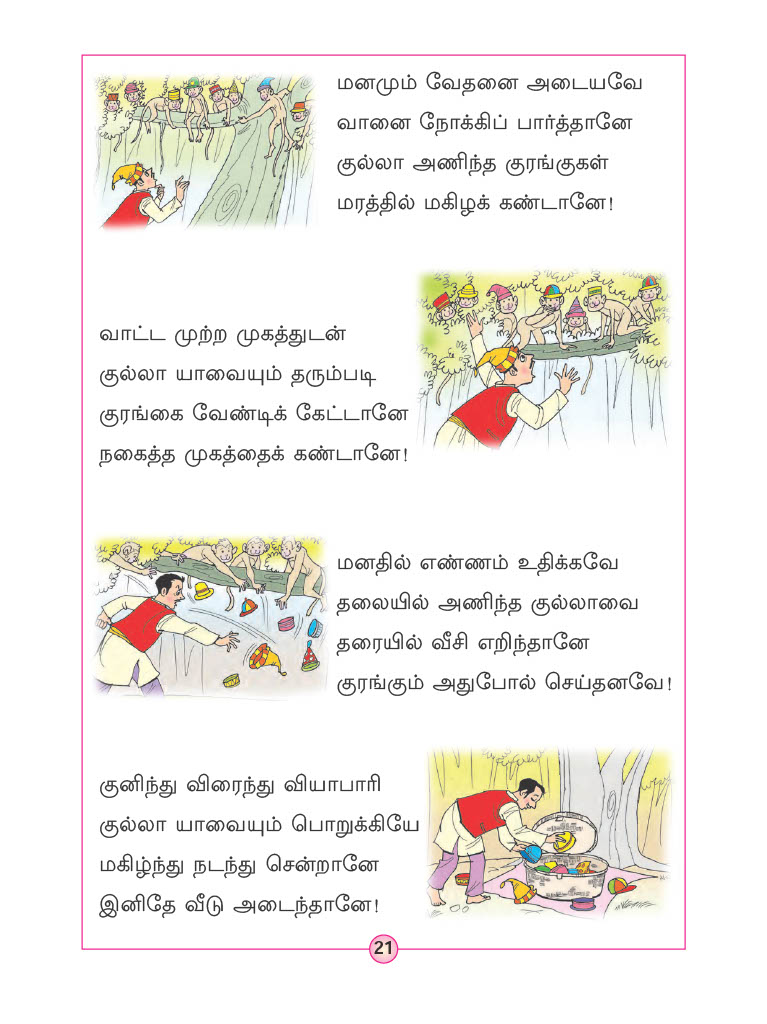 மனமும் வேதனை அடையவே
வானை நோக்கிப் பார்த்தானே
குல்லா அணிந்த குரங்குகள்
மரத்தில் மகிழக் கண்டானே!
வாட்ட முற்ற முகத்துடன்
குல்லா யாவையும் தரும்படி
குரங்கை வேண்டிக் கேட்டானே
நகைத்த முகத்தைக் கண்டானே!
மனதில் எண்ணம் உதிக்கவே
தலையில் அணிந்த குல்லாவை
தரையில் வீசி எறிந்தானே
குரங்கும் அதுபோல் செய்தனவே!
குனிந்து விரைந்து வியாபாரி
குல்லா யாவையும் பொறுக்கியே
மகிழ்ந்து நடந்து சென்றானே
இனிதே வீடு அடைந்தானே!
21